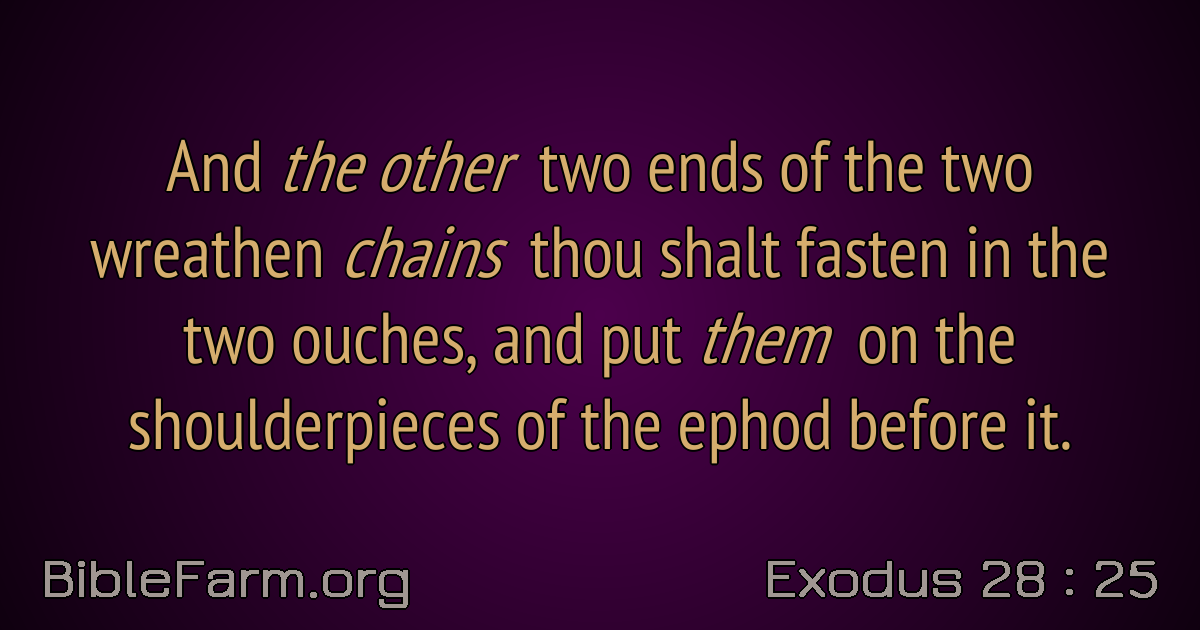 And the other two ends of the two
wreathen chains thou shalt fasten in the
two ouches, and put them on the
shoulderpieces of the ephod before it.
BibleFarm.org
Exodus 28 : 25